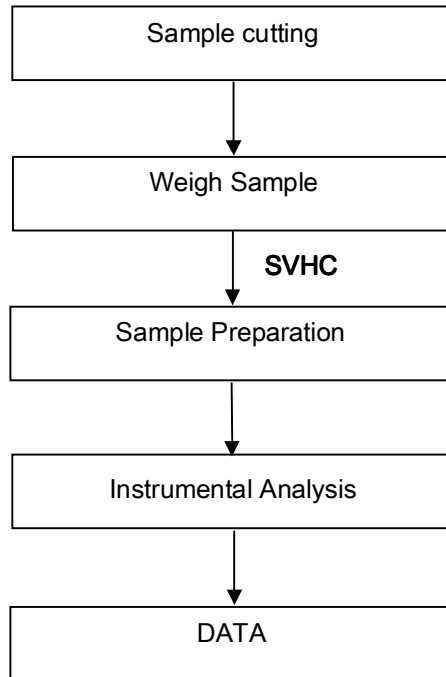 Sample cutting
Weigh Sample
SVHC
Sample Preparation
Instrumental Analysis
DATA